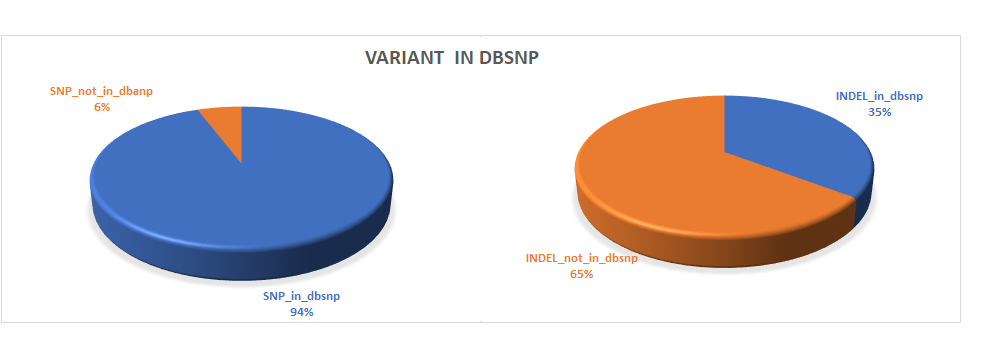 VARIANT IN DBSNP
SNP_not_in_dbanp
6%
SNP_in_dbsnp
94%
INDEL_in_dbsnp
35%
INDEL_not_in_dbsnp
65%